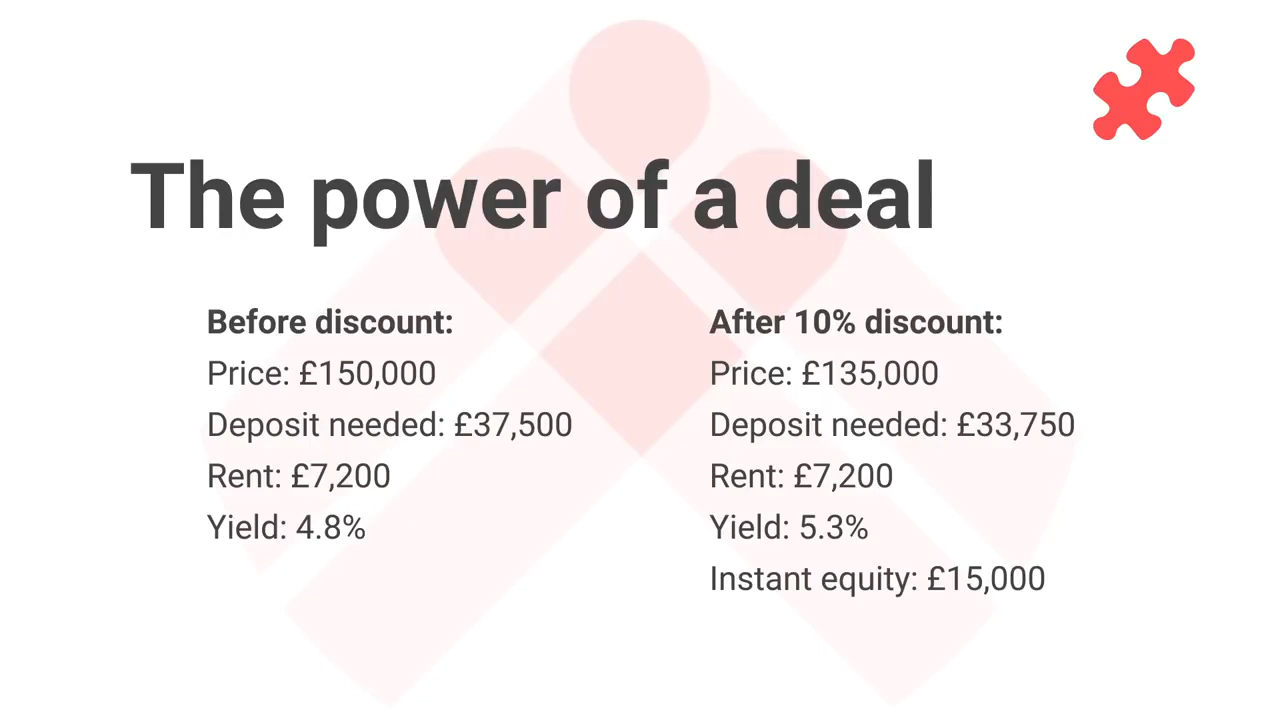 The power of a deal
Before discount:
Price: £150,000
Deposit needed: £37,500
Rent: £7,200
Yield: 4.8%
After 10% discount:
Price: £135,000
Deposit needed: £33,750
Rent: £7,200
Yield: 5.3%
Instant equity: £15,000